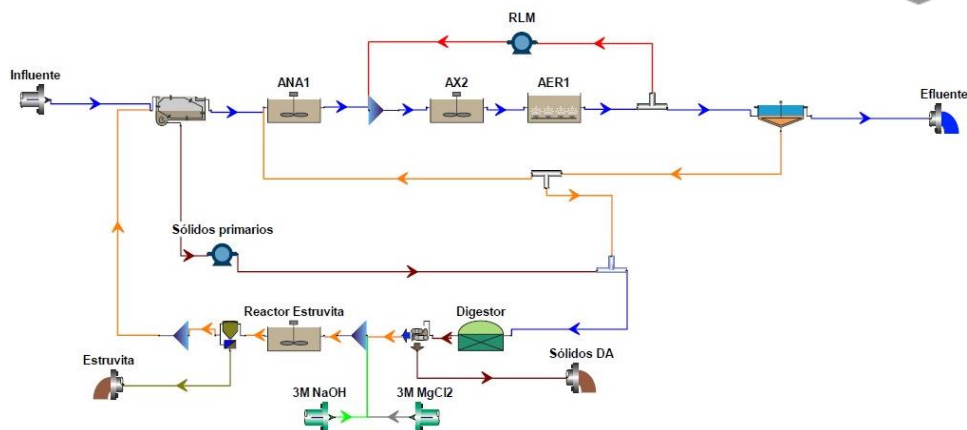 RLM
Influente
ANA1
AX2
AER1
Efluente
Sólidos primarios
Reactor Estruvita
Digestor
Estruvita
Sólidos DA
3M NaOH
3M MgCl2